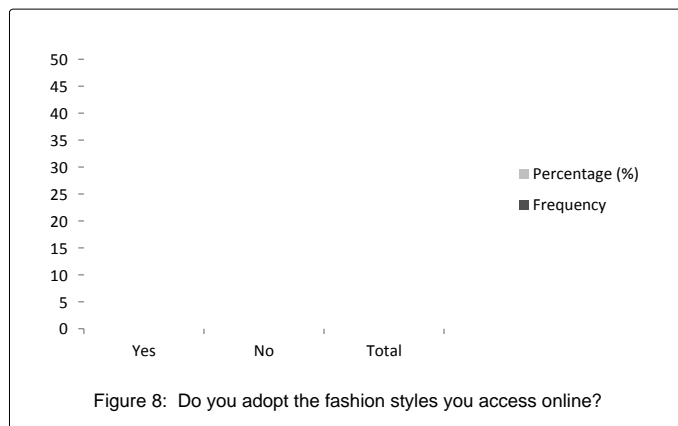 50
45
40
35
30
25
20
15
10
5
0
Yes No Total
Percentage (%)
Frequency
Figure 8: Do you adopt the fashion styles you access online?